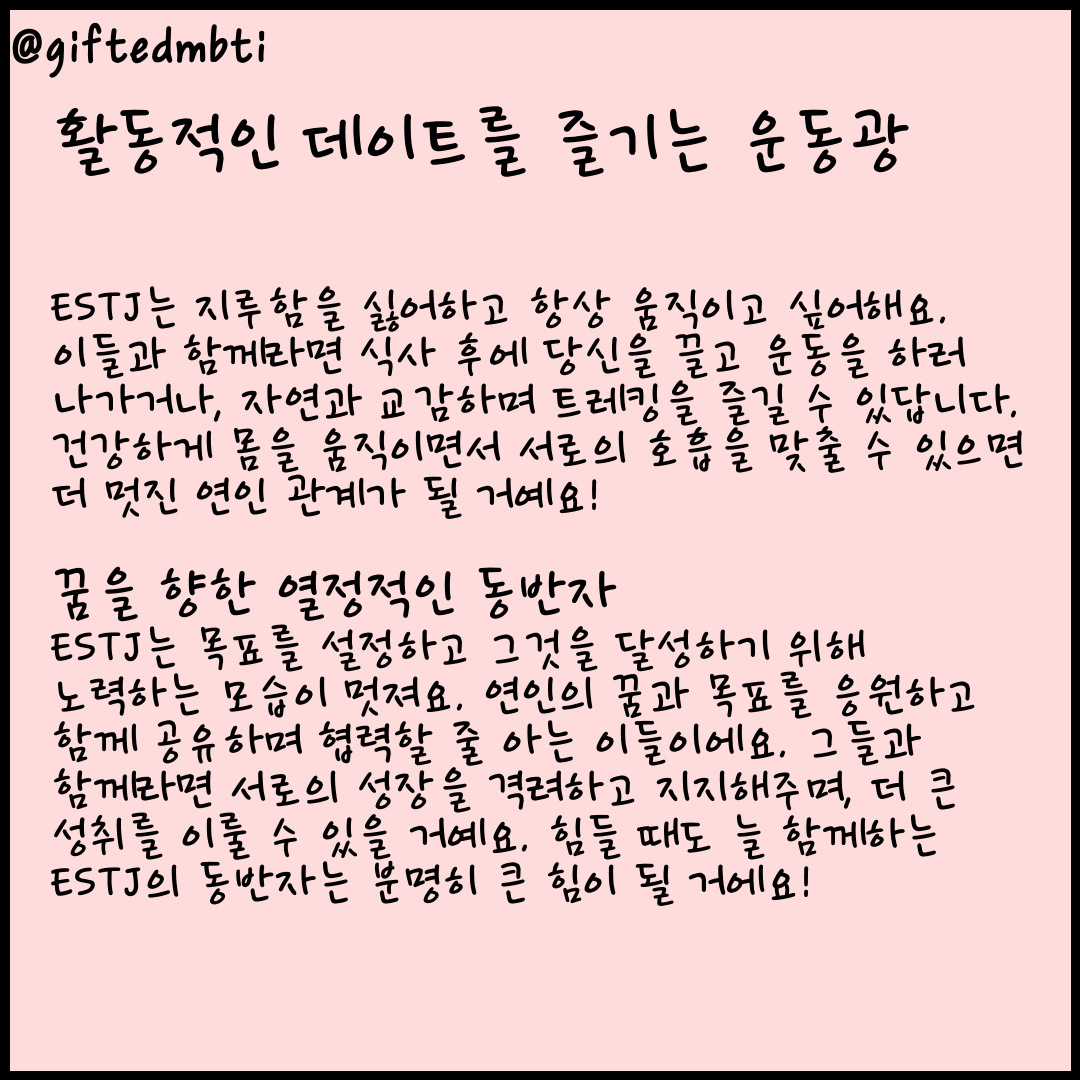 @giftedmbti
활동적인 데이트를 즐기는 운동광
ESTJ는 지루함을 싫어하고 항상 움직이고 싶어해요.
이들과 함께라면 식사 후에 당신을 끌고 운동을 하러
나가거나, 자연과 교감하며 트레킹을 즐길 수 있답니다.
건강하게 몸을 움직이면서 서로의 호흡을 맞출 수 있으면
더 멋진 연인 관계가 될 거예요!
꿈을 향한 열정적인 동반자
ESTJ는 목표를 설정하고 그것을 달성하기 위해
노력하는 모습이 멋져요. 연인의 꿈과 목표를 응원하고
함께 공유하며 협력할 줄 아는 이들이에요. 그들과
함께라면 서로의 성장을 격려하고 지지해주며, 더 큰
성취를 이룰 수 있을 거예요. 힘들 때도 늘 함께하는
ESTJ의 동반자는 분명히 큰 힘이 될 거에요!